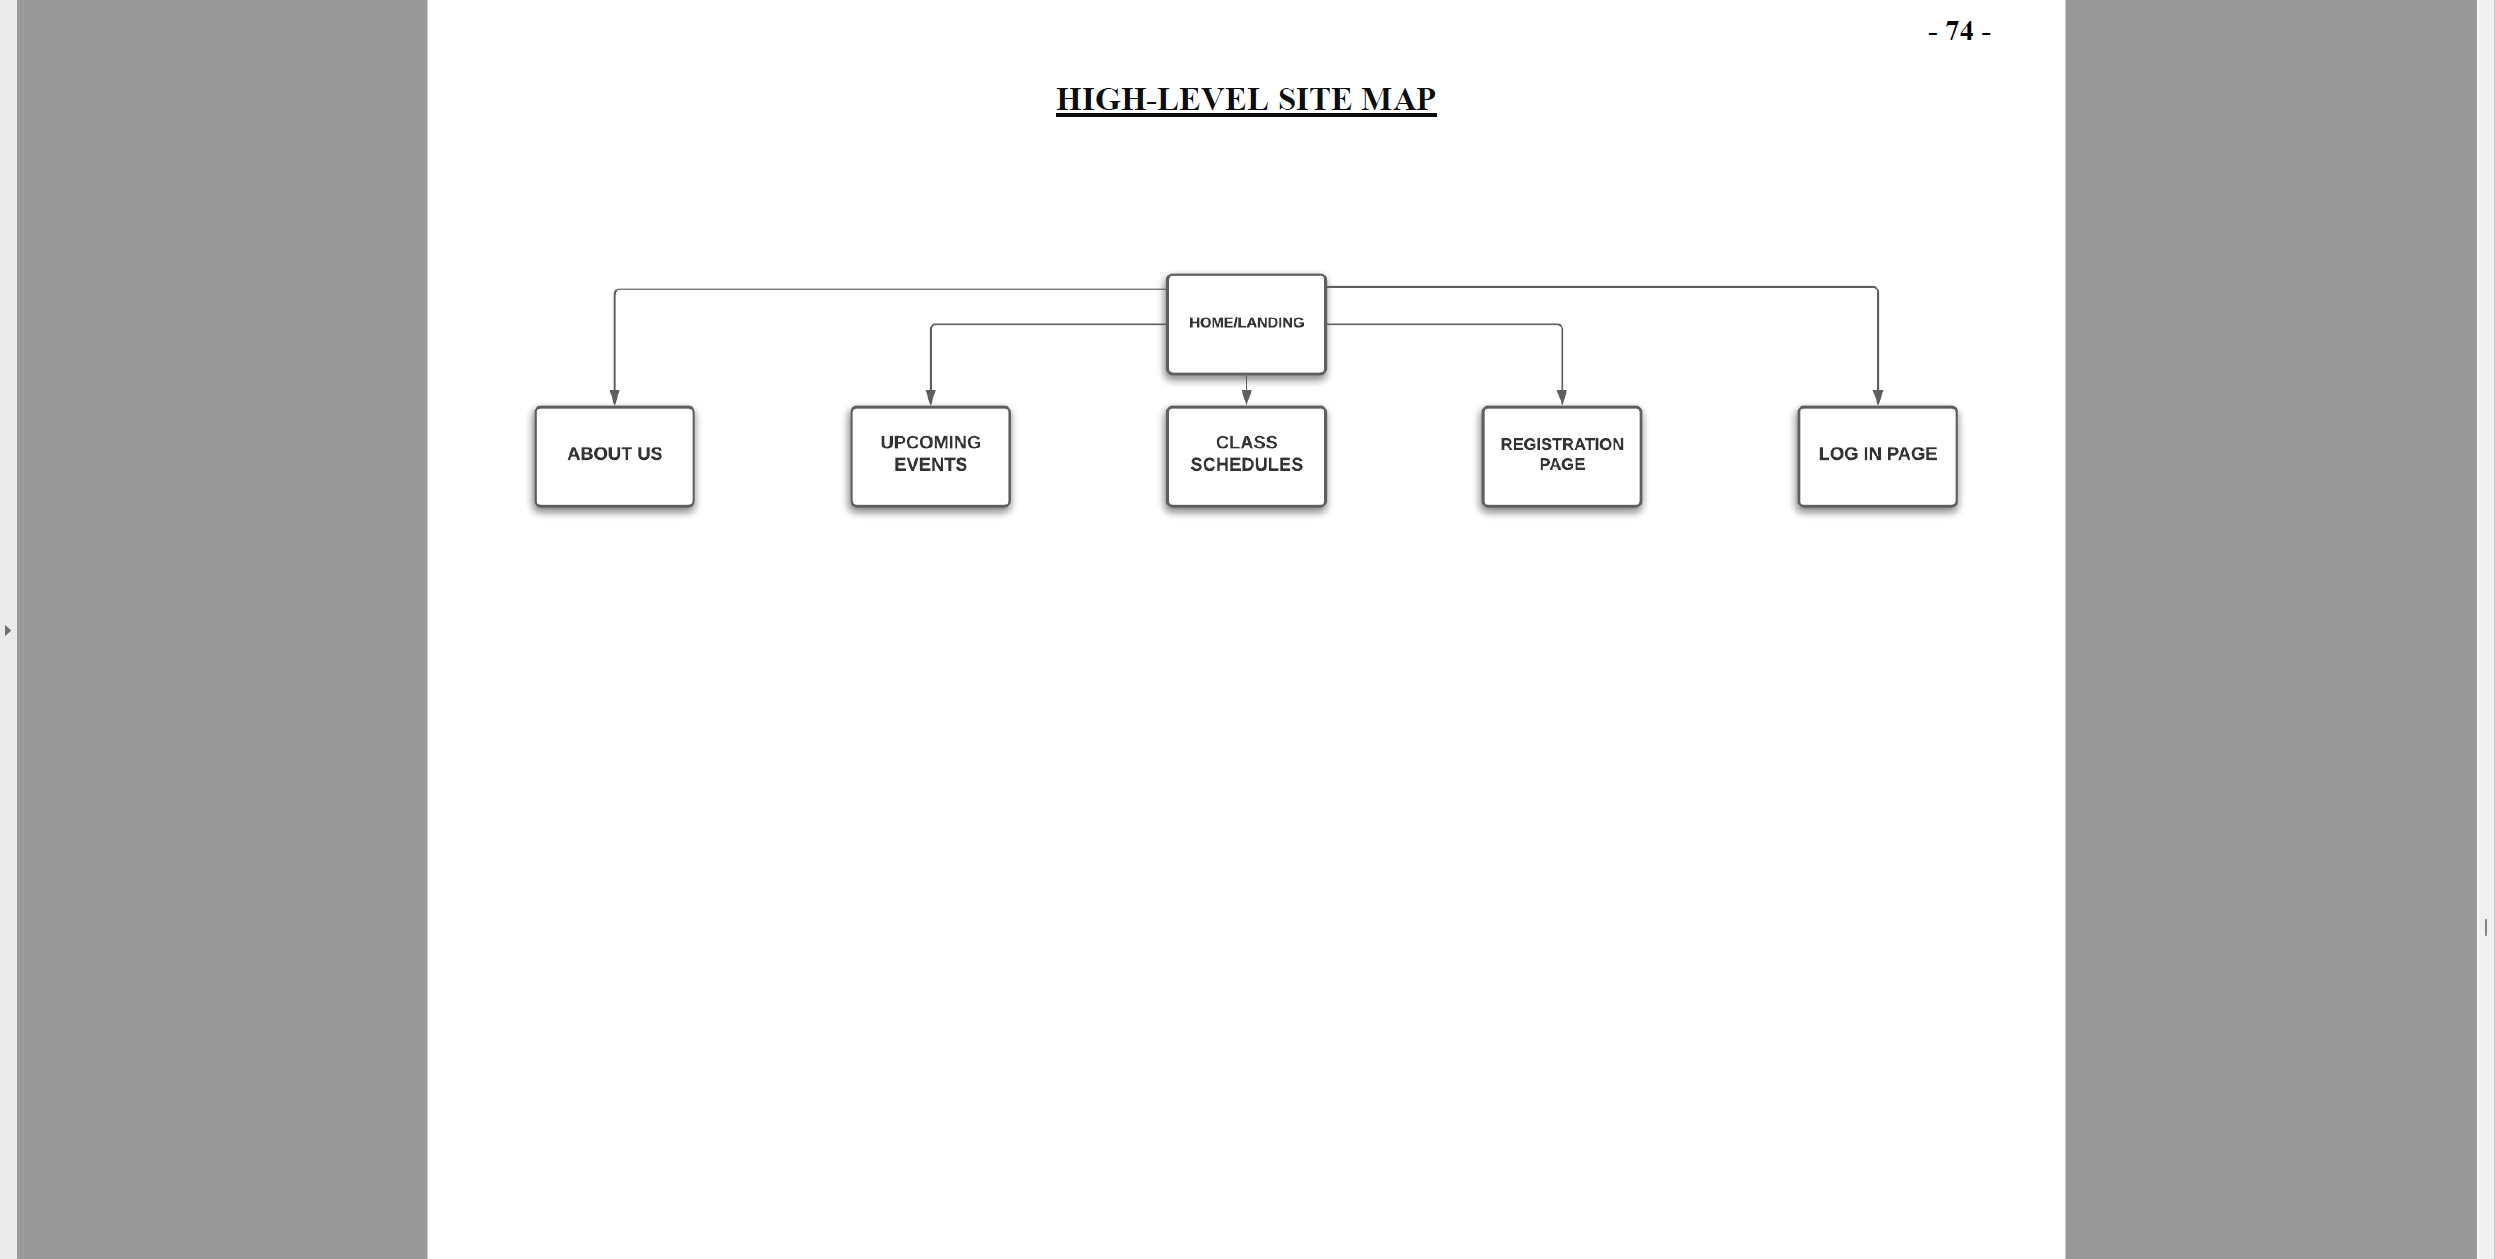 - 74 -
HIGH-LEVEL SITE MAP
HOME/LANDING
ABOUT US
UPCOMING
EVENTS
CLASS
SCHEDULES
REGISTRATION
PAGE
LOG IN PAGE